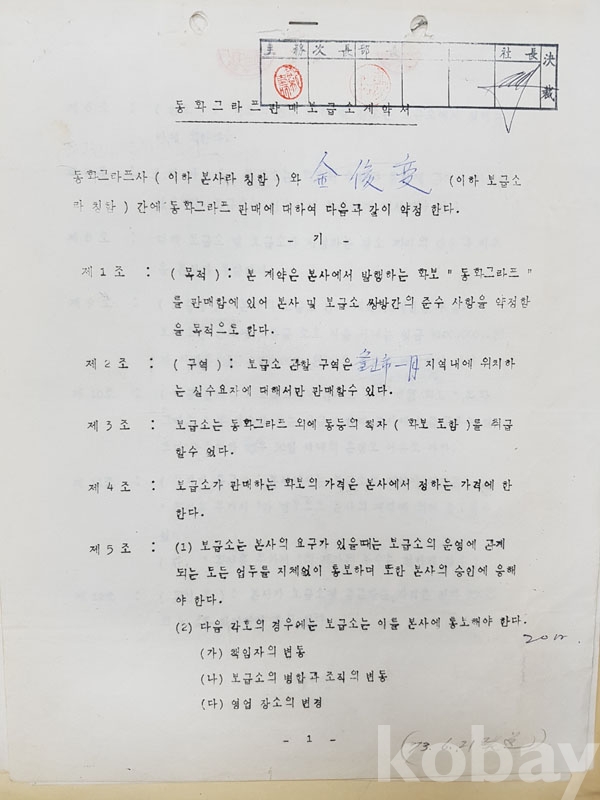 主務 次長 部長 社長 決裁
동화그라프판매보급소계약서
동화그라프사 ( 이하 본사라 칭함 ) 와 金俊變 (이하 보급소
라 칭함 ) 간에 동화그라프 판매에 대하여 다음과 같이 약정 한다.
- 기 -
제 1 조 : ( 목적 ) : 본 계약은 본사에서 발행하는 화보 " 동화그라프 "
를 판매함에 있어 본사 및 보급소 쌍방간의 준수 사항을 약정함
을 목적으로 한다.
제 2 조 : ( 구역 ) : 보급소 관할 구역은 釜山市一円 지역내에 위치하
는 실수요자에 대해서만 판매할수 있다.
제 3 조 : 보급소는 동화그라프 외에 동등의 책자 ( 화보 포함 )를 취급
할수 없다.
제 4 조 : 보급소가 판매하는 화보의 가격은 본사에서 정하는 가격에 한
한다.
제 5 조 : (1) 보급소는 본사의 요구가 있을때는 보급소의 운영에 관계
되는 모든 업무를 지체없이 통보하며 또한 본사의 승인에 응해
야 한다.
(2) 다음 각호의 경우에는 보급소는 이를 본사에 통보해야 한다.
(가) 책임자의 변동
(나) 보급소의 병합과 조직의 변동
(다) 영업 장소의 변경
- 1 -
(73. 6. 21
kobay